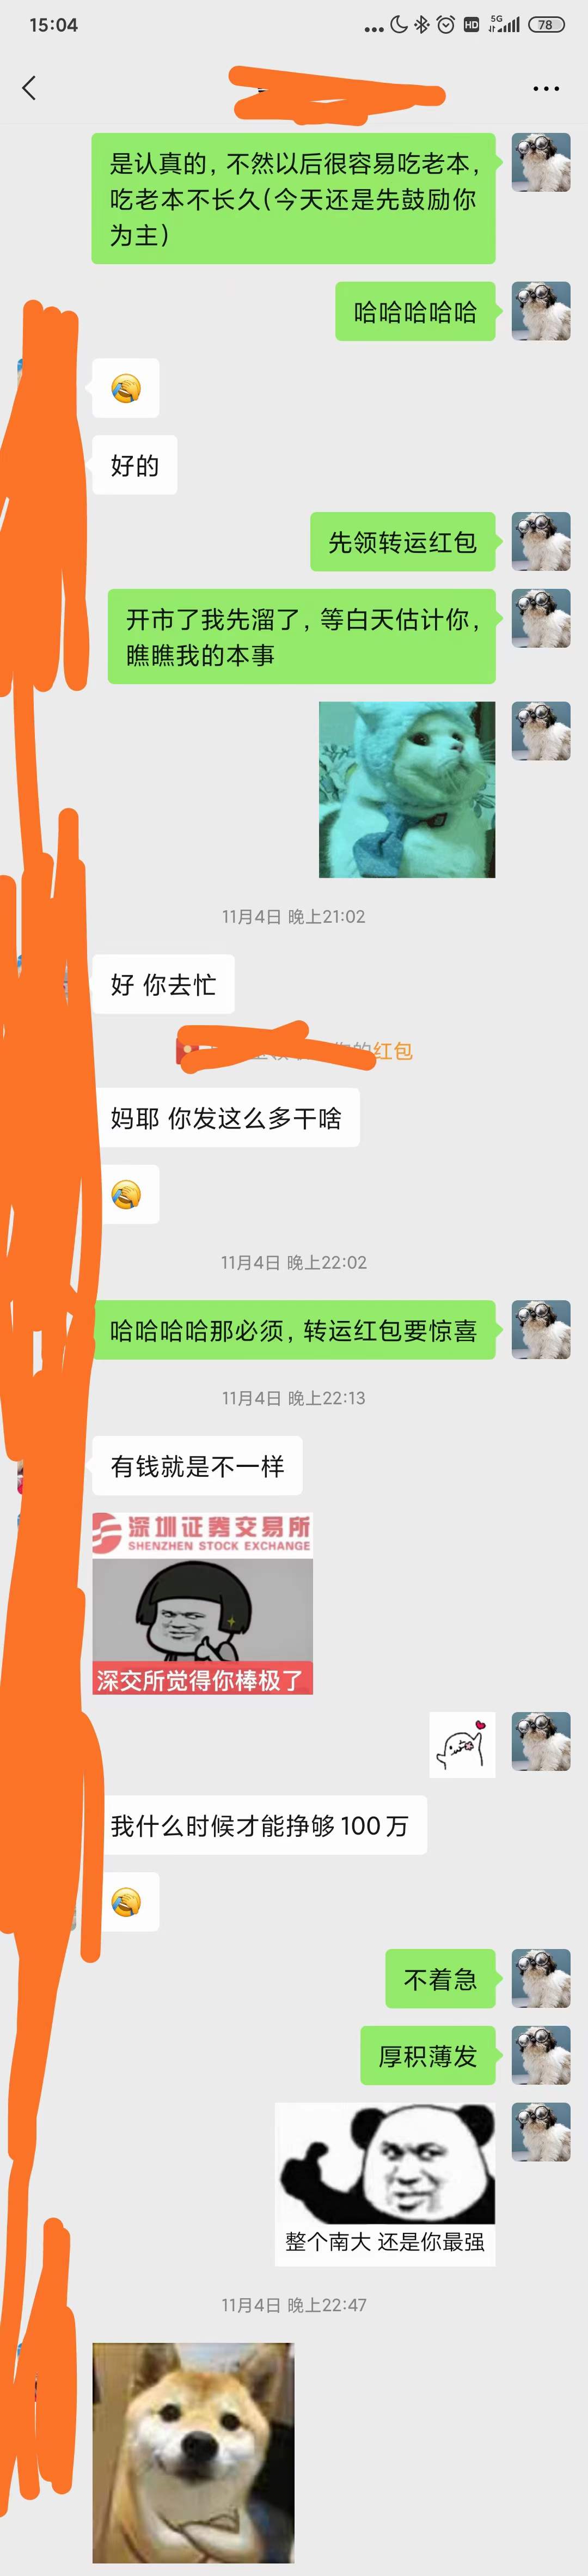 15:04
HD
5G
78
是认真的，不然以后很容易吃老本，
吃老本不长久（今天还是先鼓励你
为主）
哈哈哈哈哈
好的
先领转运红包
开市了我先溜了，等白天估计你，
瞧瞧我的本事
11月4日 晚上21:02
好 你去忙
的红包
妈耶 你发这么多干啥
11月4日 晚上22:02
哈哈哈哈那必须，转运红包要惊喜
11月4日 晚上22:13
有钱就是不一样
深圳证券交易所
SHENZHEN STOCK EXCHANGE
深交所觉得你棒极了
我什么时候才能挣够100万
不着急
厚积薄发
整个南大 还是你最强
11月4日 晚上22:47